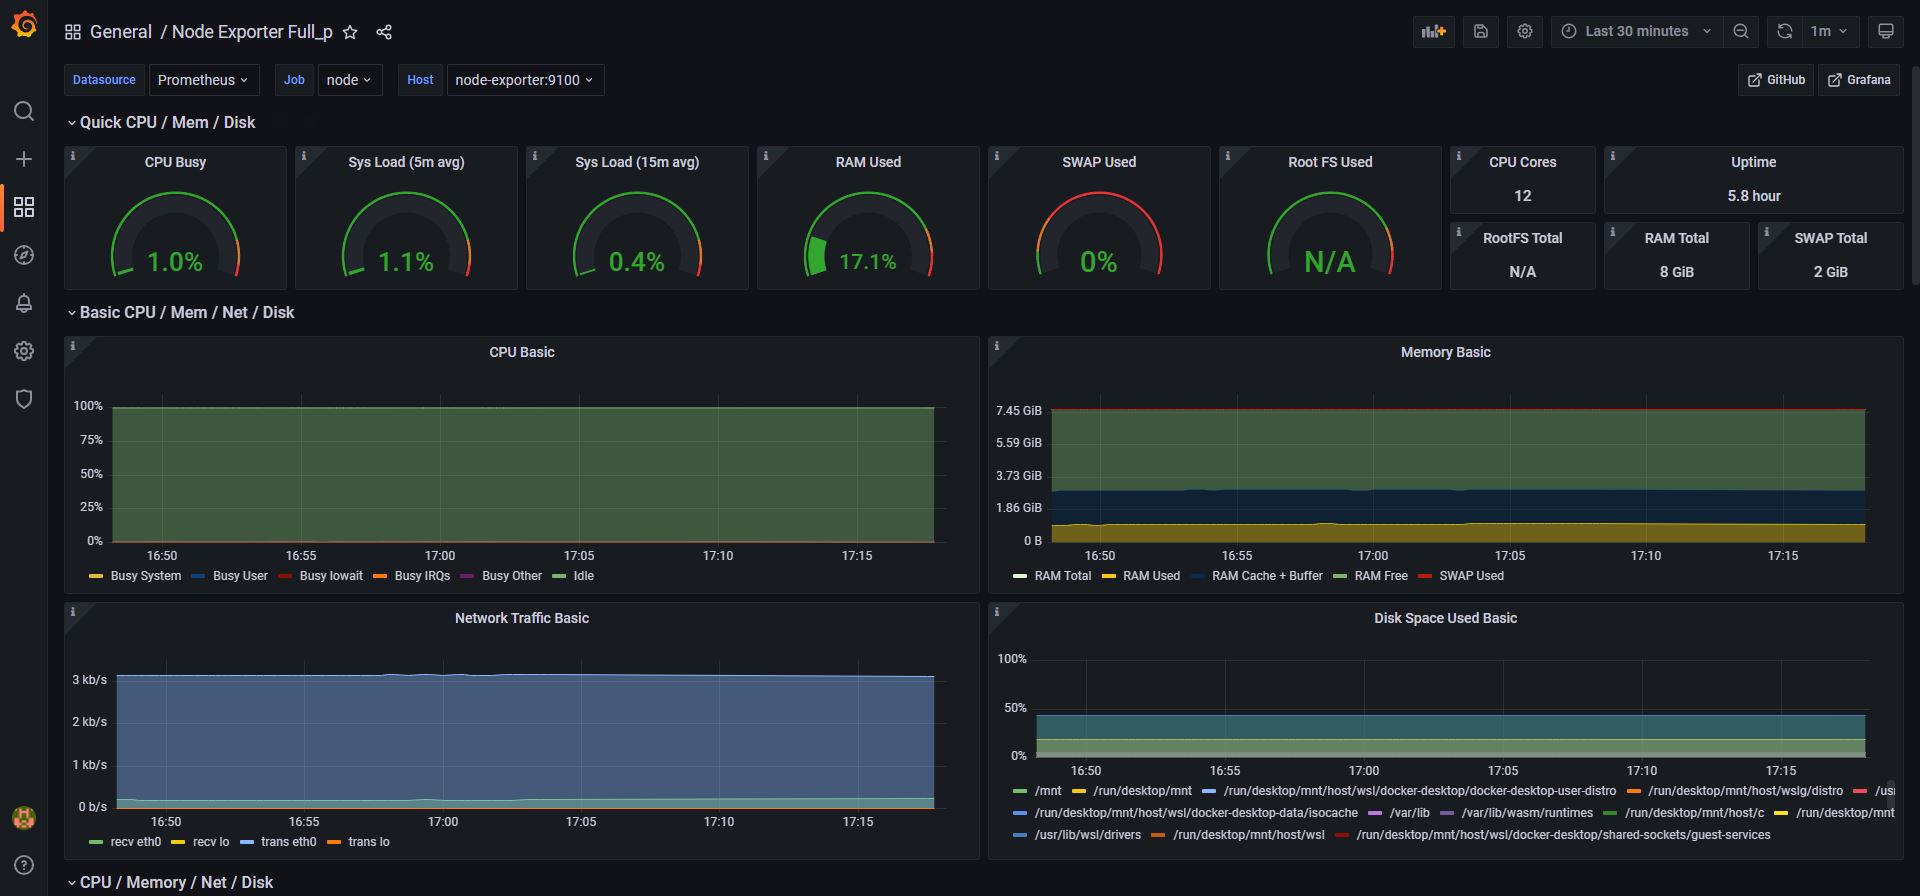 General / Node Exporter Full_p
Last 30 minutes
1m
Datasource Prometheus Job node Host node-exporter:9100
GitHub Grafana
Quick CPU / Mem / Disk
CPU Busy
1.0%
Sys Load (5m avg)
1.1%
Sys Load (15m avg)
0.4%
RAM Used
17.1%
SWAP Used
0%
Root FS Used
N/A
CPU Cores
12
Uptime
5.8 hour
RootFS Total
N/A
RAM Total
8 GiB
SWAP Total
2 GiB
Basic CPU / Mem / Net / Disk
CPU Basic
100%
75%
50%
25%
0%
16:50 16:55 17:00 17:05 17:10 17:15
Busy System Busy User Busy Iowait Busy IRQs Busy Other Idle
Memory Basic
7.45 GiB
5.59 GiB
3.73 GiB
1.86 GiB
0 B
16:50 16:55 17:00 17:05 17:10 17:15
RAM Total RAM Used RAM Cache + Buffer RAM Free SWAP Used
Network Traffic Basic
3 kb/s
2 kb/s
1 kb/s
0 b/s
16:50 16:55 17:00 17:05 17:10 17:15
recv eth0 recv lo trans eth0 trans lo
Disk Space Used Basic
100%
50%
0%
16:50 16:55 17:00 17:05 17:10 17:15
/mnt /run/desktop/mnt /run/desktop/mnt/host/wsl/docker-desktop/docker-desktop-user-distro /run/desktop/mnt/host/wslg/distro
/run/desktop/mnt/host/wsl/docker-desktop-data/isocache /var/lib /var/lib/wasm/runtimes /run/desktop/mnt/host/c /run/desktop/mnt
/usr/lib/wsl/drivers /run/desktop/mnt/host/wsl /run/desktop/mnt/host/wsl/docker-desktop/shared-sockets/guest-services
CPU / Memory / Net / Disk